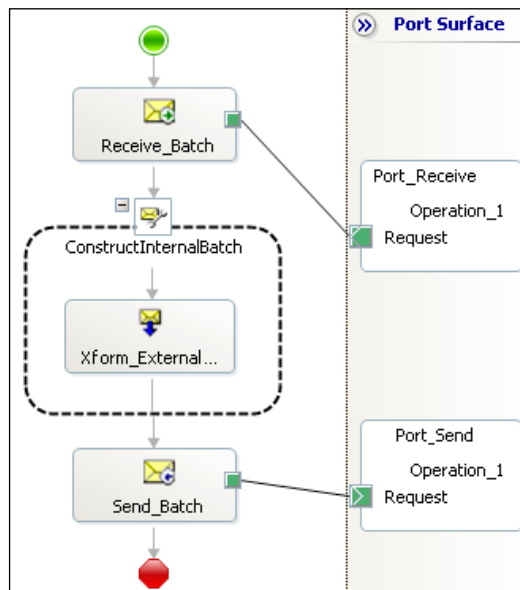 Port Surface
Receive_Batch
Port_Receive
Operation_1
Request
ConstructInternalBatch
Xform_External...
Send_Batch
Port_Send
Operation_1
Request